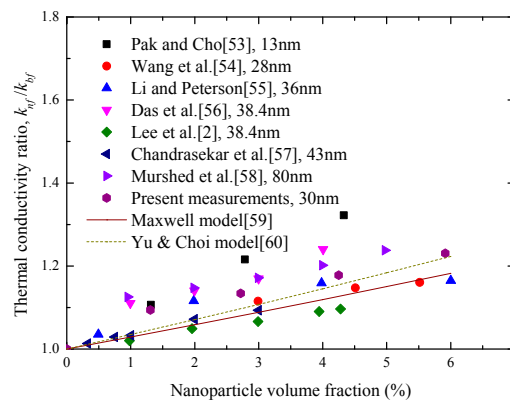 1.8
1.6
1.4
1.2
1.0
Thermal conductivity ratio, k_nf/k_bf
Pak and Cho[53], 13nm
Wang et al.[54], 28nm
Li and Peterson[55], 36nm
Das et al.[56], 38.4nm
Lee et al.[2], 38.4nm
Chandrasekar et al.[57], 43nm
Murshed et al.[58], 80nm
Present measurements, 30nm
Maxwell model[59]
Yu & Choi model[60]
0 1 2 3 4 5 6
Nanoparticle volume fraction (%)